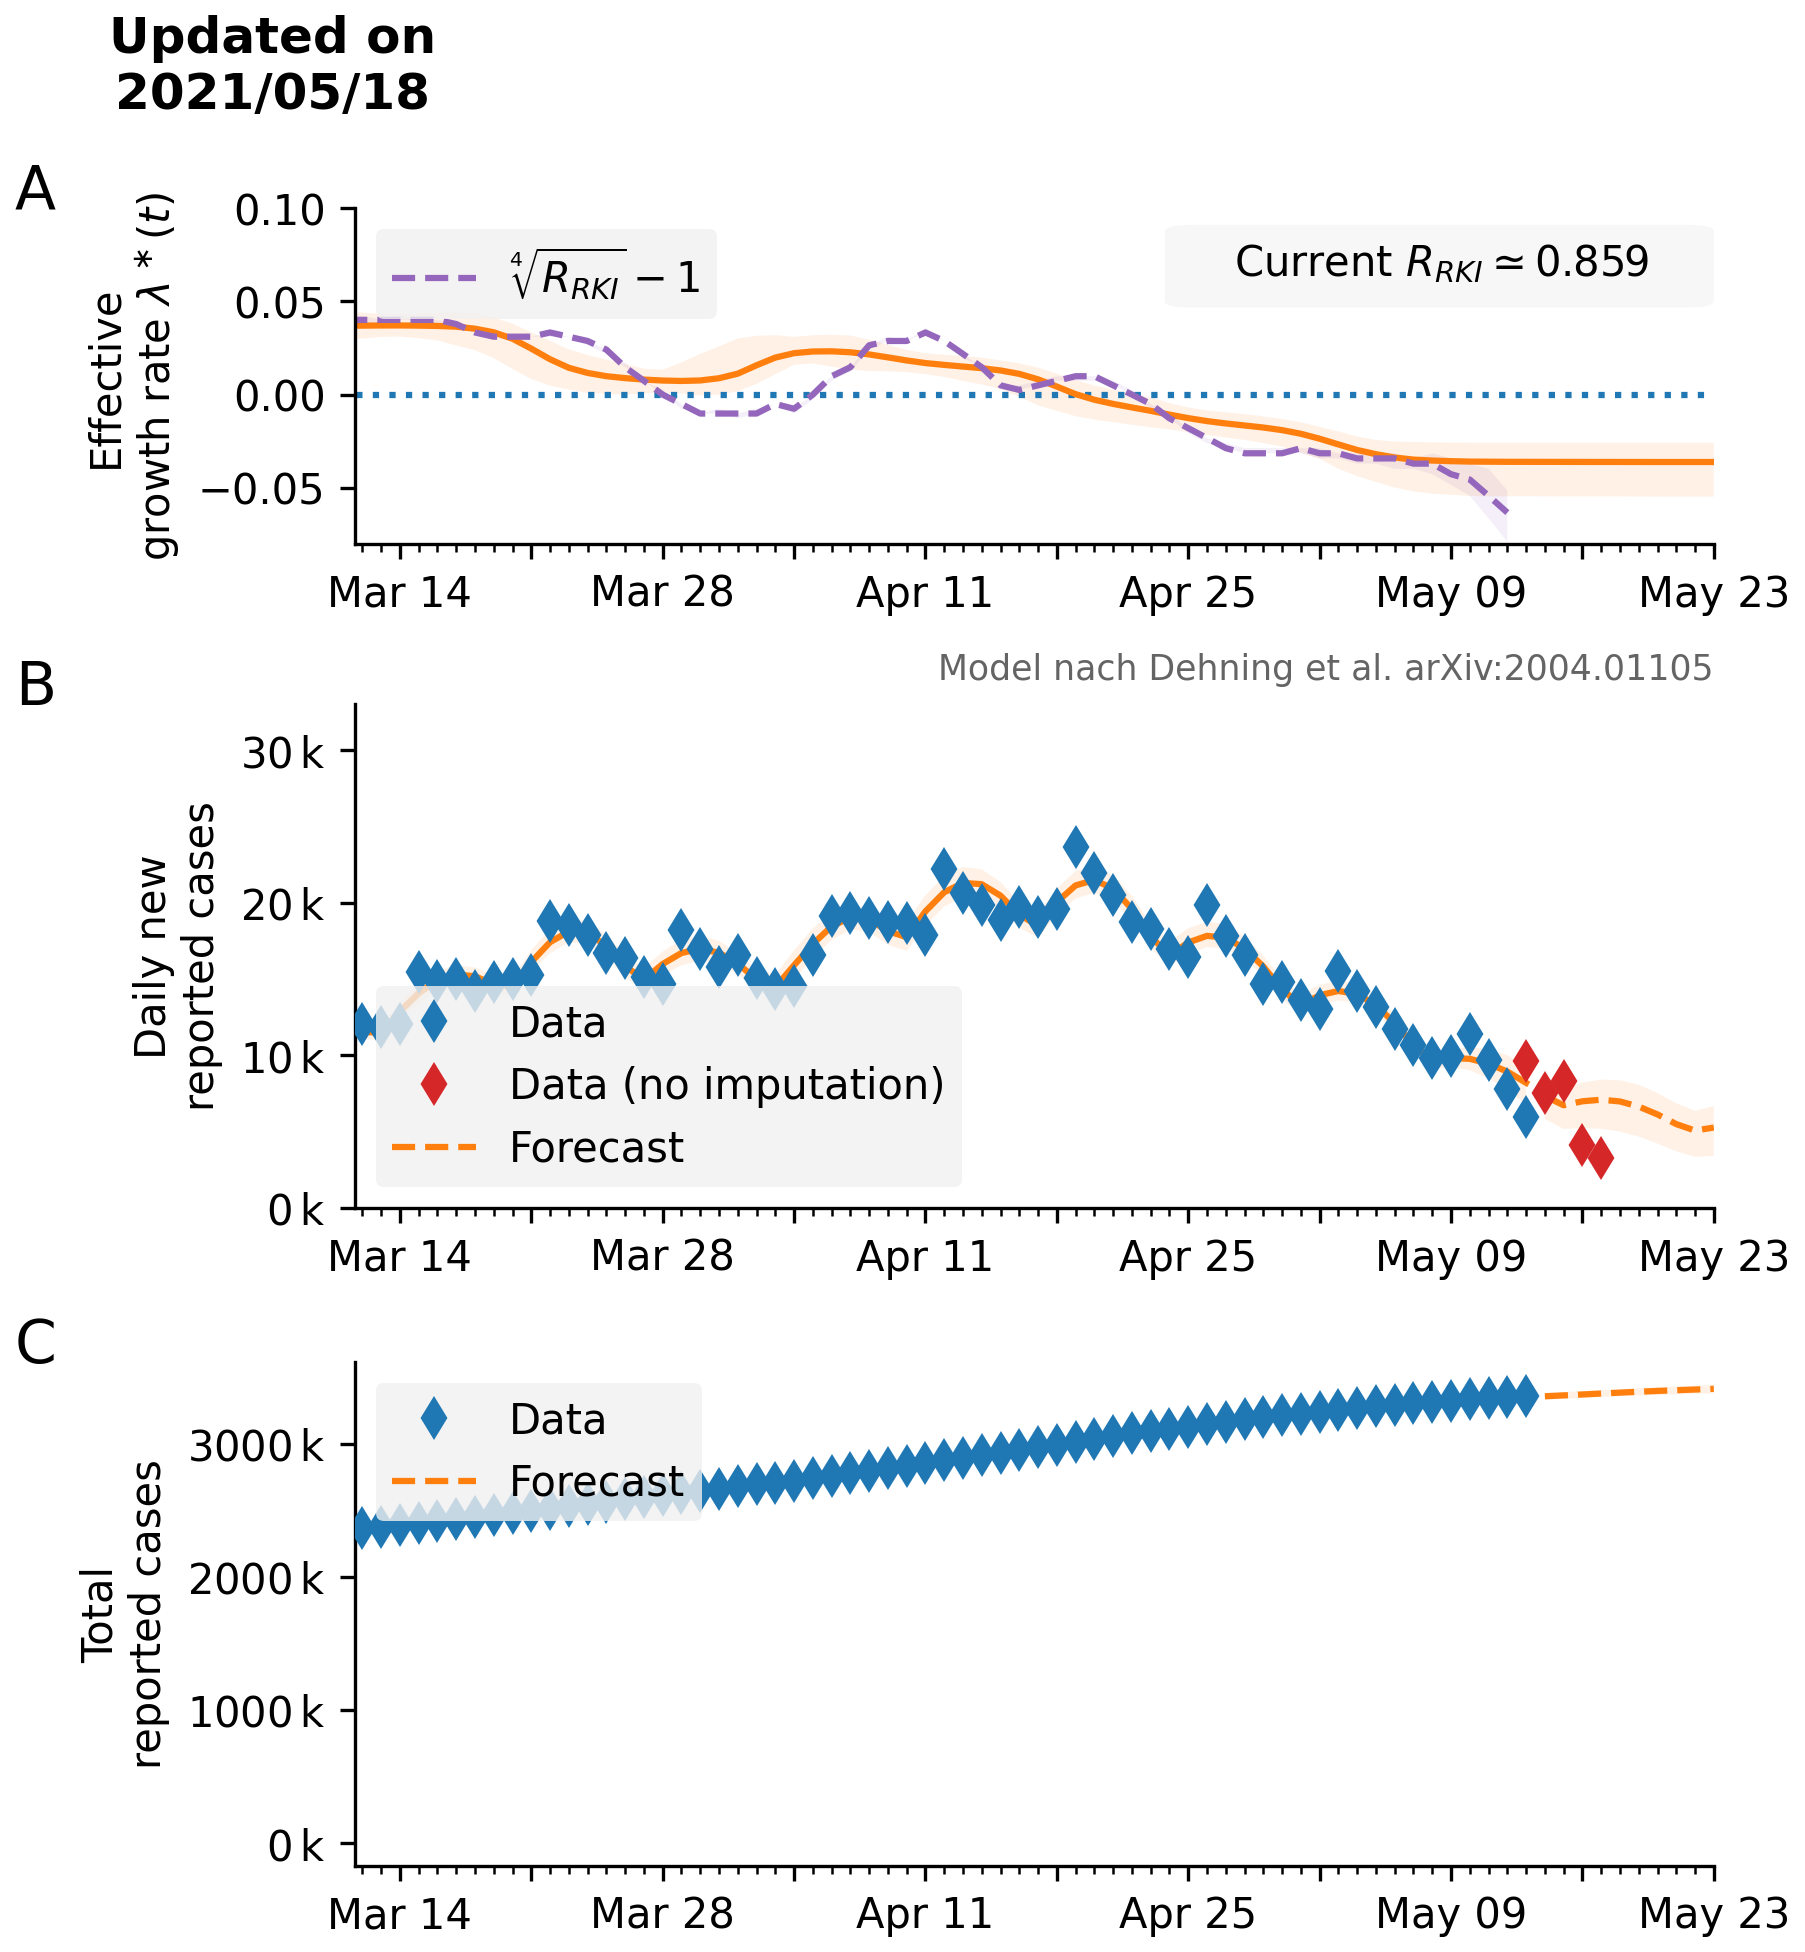 Updated on
2021/05/18
A
Effective
growth rate λ * (t)
0.10
0.05
0.00
−0.05
∜R_RKI − 1
Current R_RKI ≃ 0.859
Mar 14 Mar 28 Apr 11 Apr 25 May 09 May 23
Model nach Dehning et al. arXiv:2004.01105
B
Daily new
reported cases
30 k
20 k
10 k
0 k
Data
Data (no imputation)
Forecast
Mar 14 Mar 28 Apr 11 Apr 25 May 09 May 23
C
Total
reported cases
3000 k
2000 k
1000 k
0 k
Data
Forecast
Mar 14 Mar 28 Apr 11 Apr 25 May 09 May 23